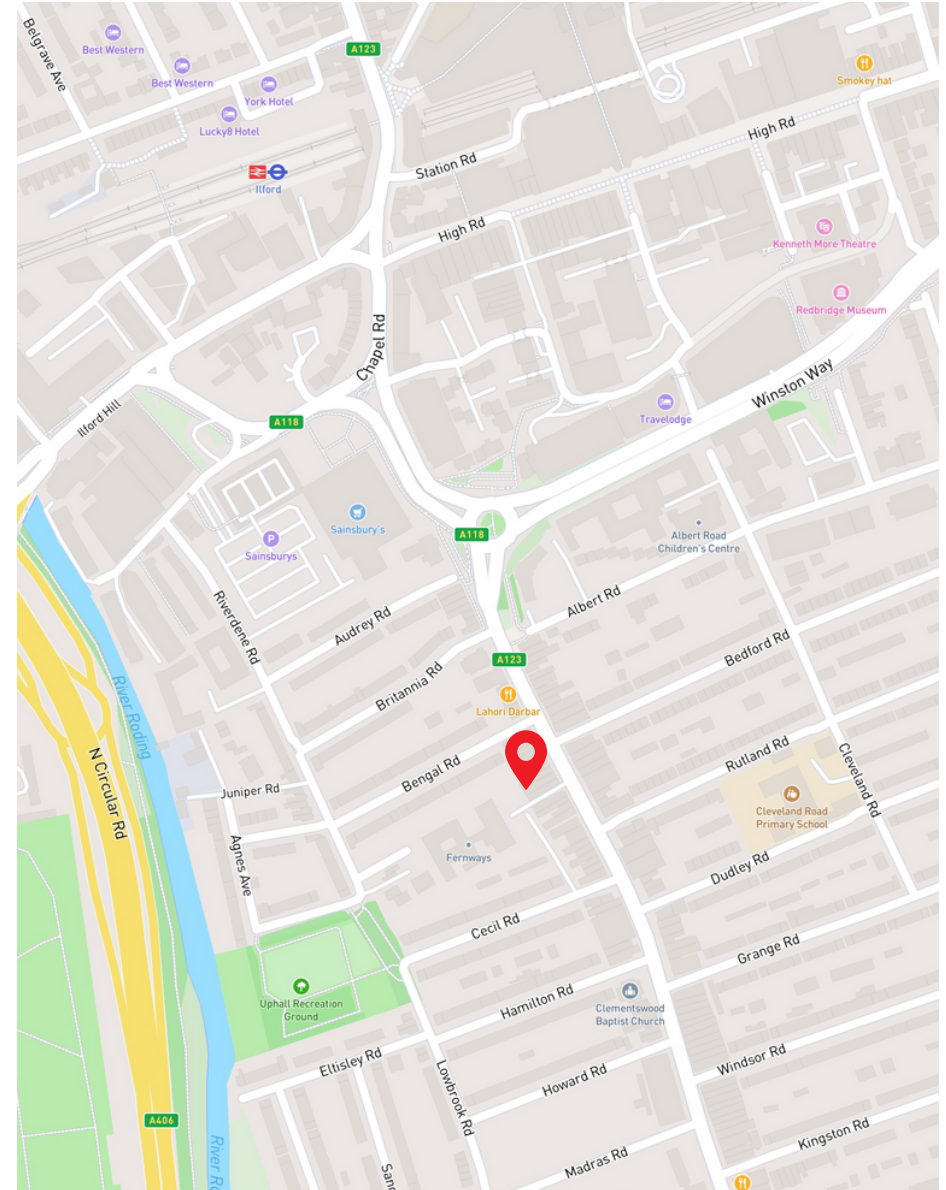 Belgrave Ave
Best Western
A123
Best Western
York Hotel
Lucky8 Hotel
Smokey hat
High Rd
Station Rd
Ilford
High Rd
Kenneth More Theatre
Redbridge Museum
Chapel Rd
Winston Way
Ilford Hill
A118
Travelodge
Sainsbury's
A118
Albert Road
Children's Centre
P
Sainsburys
Riverdene Rd
Audrey Rd
Albert Rd
Britannia Rd
A123
Bedford Rd
River Roding
Lahori Darbar
N Circular Rd
Bengal Rd
Rutland Rd
Cleveland Rd
Juniper Rd
Cleveland Road
Primary School
Agnes Ave
Fernways
Dudley Rd
Cecil Rd
Grange Rd
Uphall Recreation
Ground
Hamilton Rd
Clementswood
Baptist Church
Eltisley Rd
Lowbrook Rd
Howard Rd
Windsor Rd
A406
Kingston Rd
Madras Rd